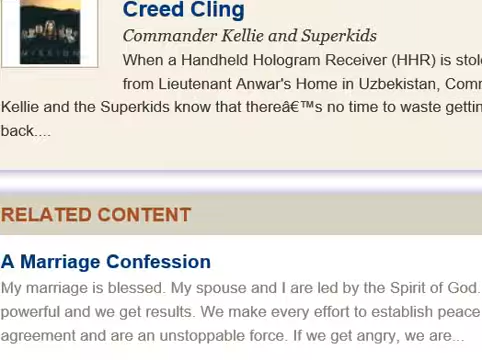 MISSION
Creed Cling
Commander Kellie and Superkids
When a Handheld Hologram Receiver (HHR) is stol
from Lieutenant Anwar's Home in Uzbekistan, Com
Kellie and the Superkids know that thereâ€™s no time to waste gettin
back....
RELATED CONTENT
A Marriage Confession
My marriage is blessed. My spouse and I are led by the Spirit of God.
powerful and we get results. We make every effort to establish peace
agreement and are an unstoppable force. If we get angry, we are...